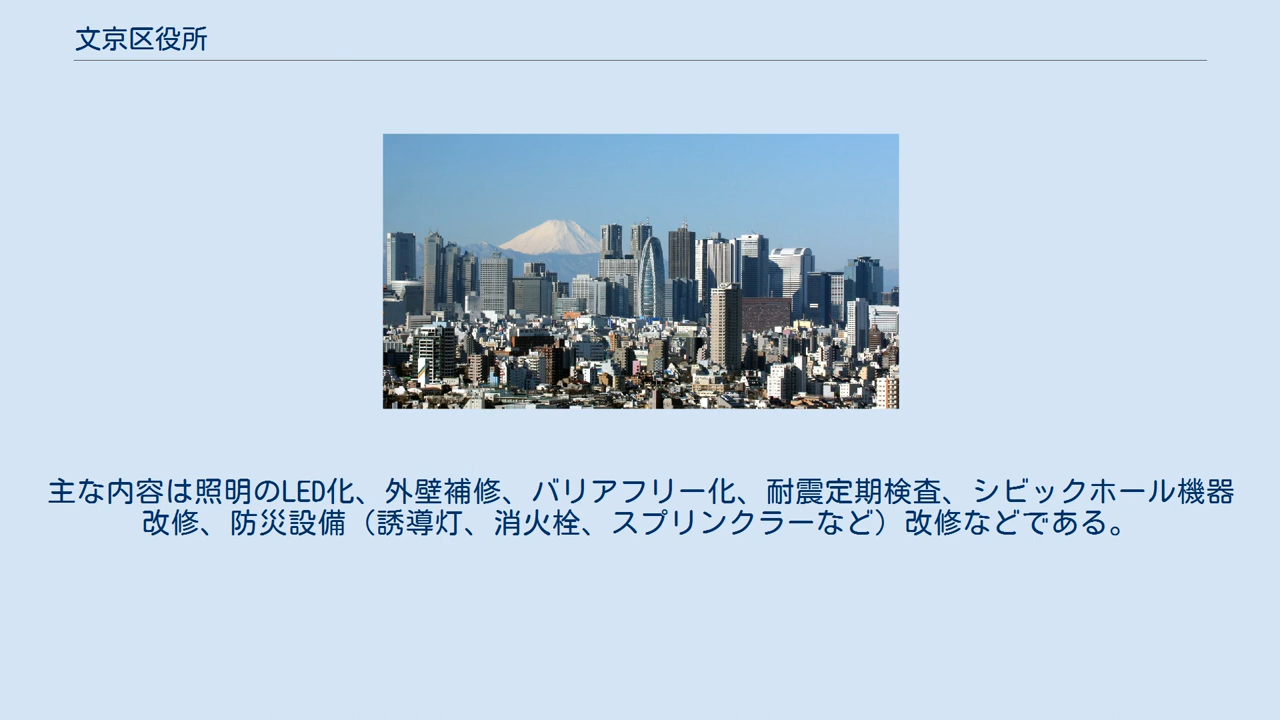 文京区役所
主な内容は照明のLED化、外壁補修、バリアフリー化、耐震定期検査、シビックホール機器
改修、防災設備（誘導灯、消火栓、スプリンクラーなど）改修などである。